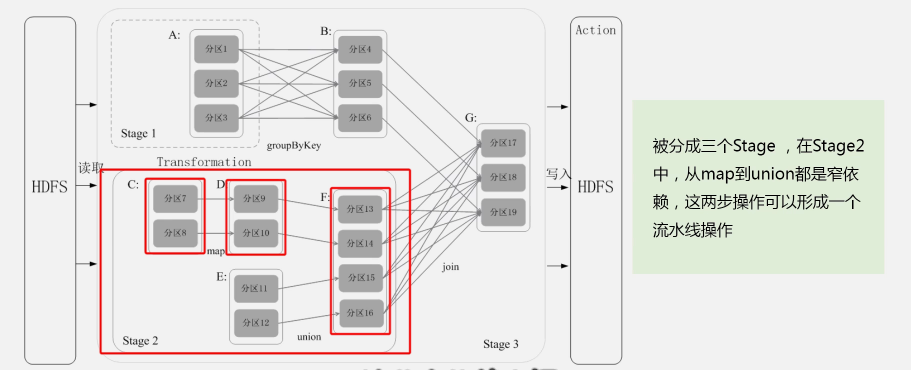 HDFS
读取
A:
分区1
分区2
分区3
Stage 1
groupByKey
B:
分区4
分区5
分区6
Transformation
C:
分区7
分区8
map
D
分区9
分区10
E:
分区11
分区12
union
F:
分区13
分区14
分区15
分区16
Stage 2
G:
分区17
分区18
分区19
join
Stage 3
写入
Action
HDFS
被分成三个Stage ，在Stage2
中，从map到union都是窄依
赖，这两步操作可以形成一个
流水线操作